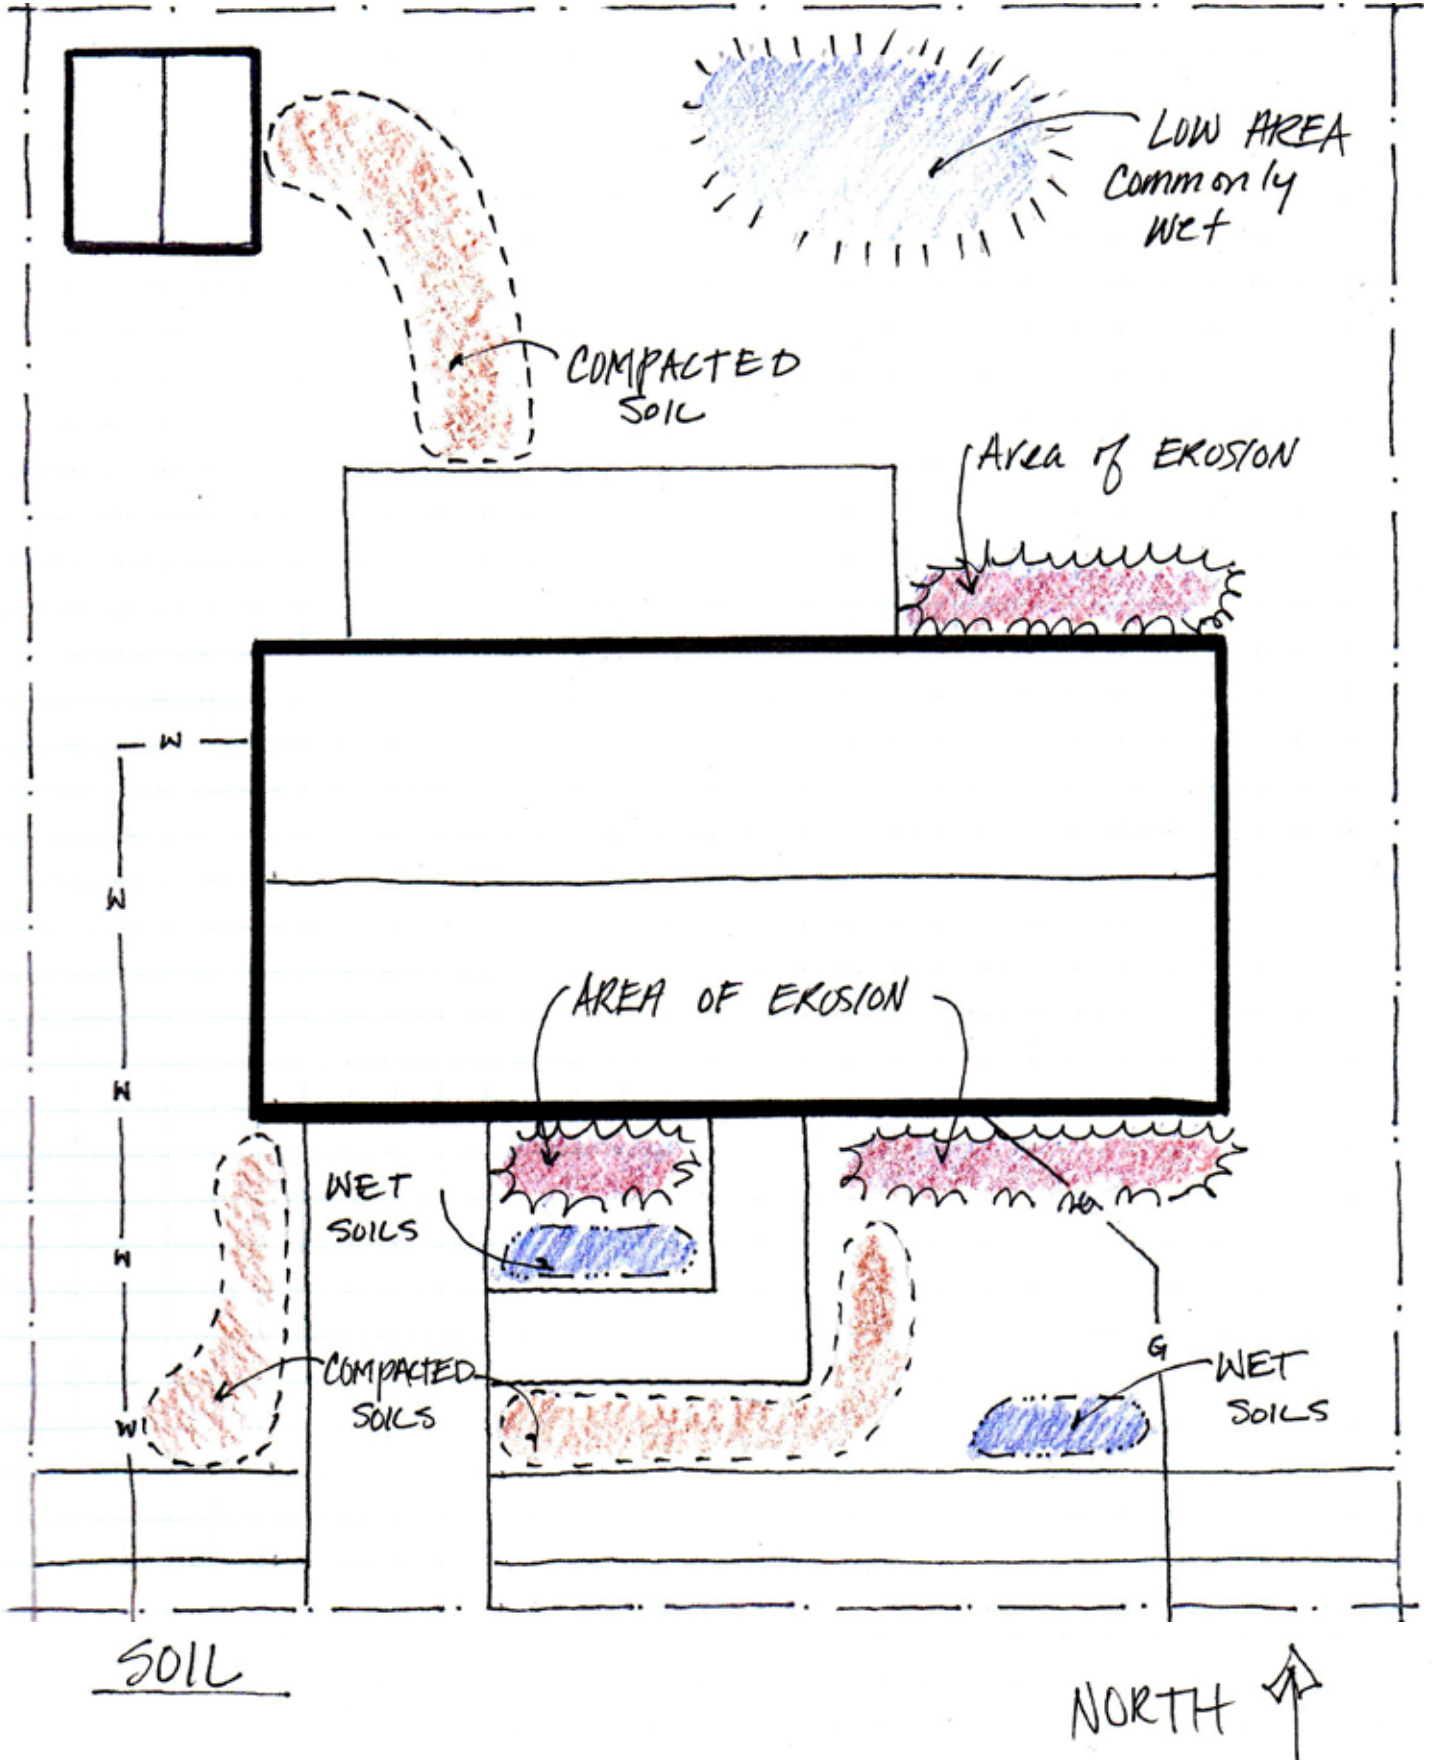 LOW AREA
Commonly
Wet
COMPACTED
SOIL
Area of EROSION
W
W
AREA OF EROSION
W
WET
SOILS
W
G
G
COMPACTED
SOILS
WET
SOILS
W
SOIL
NORTH